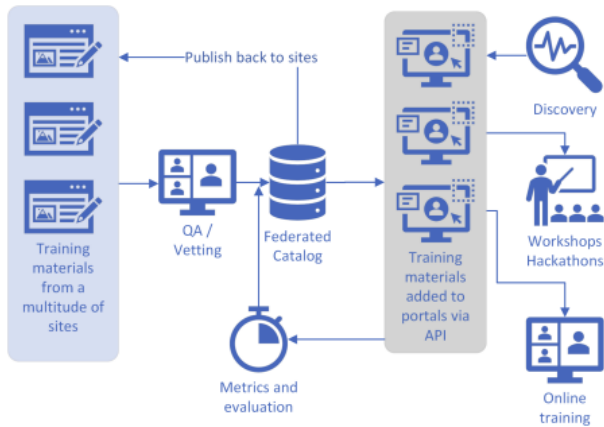 Publish back to sites
Training
materials
from a
multitude of
sites
QA /
Vetting
Federated
Catalog
Metrics and
evaluation
Training
materials
added to
portals via
API
Discovery
Workshops
Hackathons
Online
training